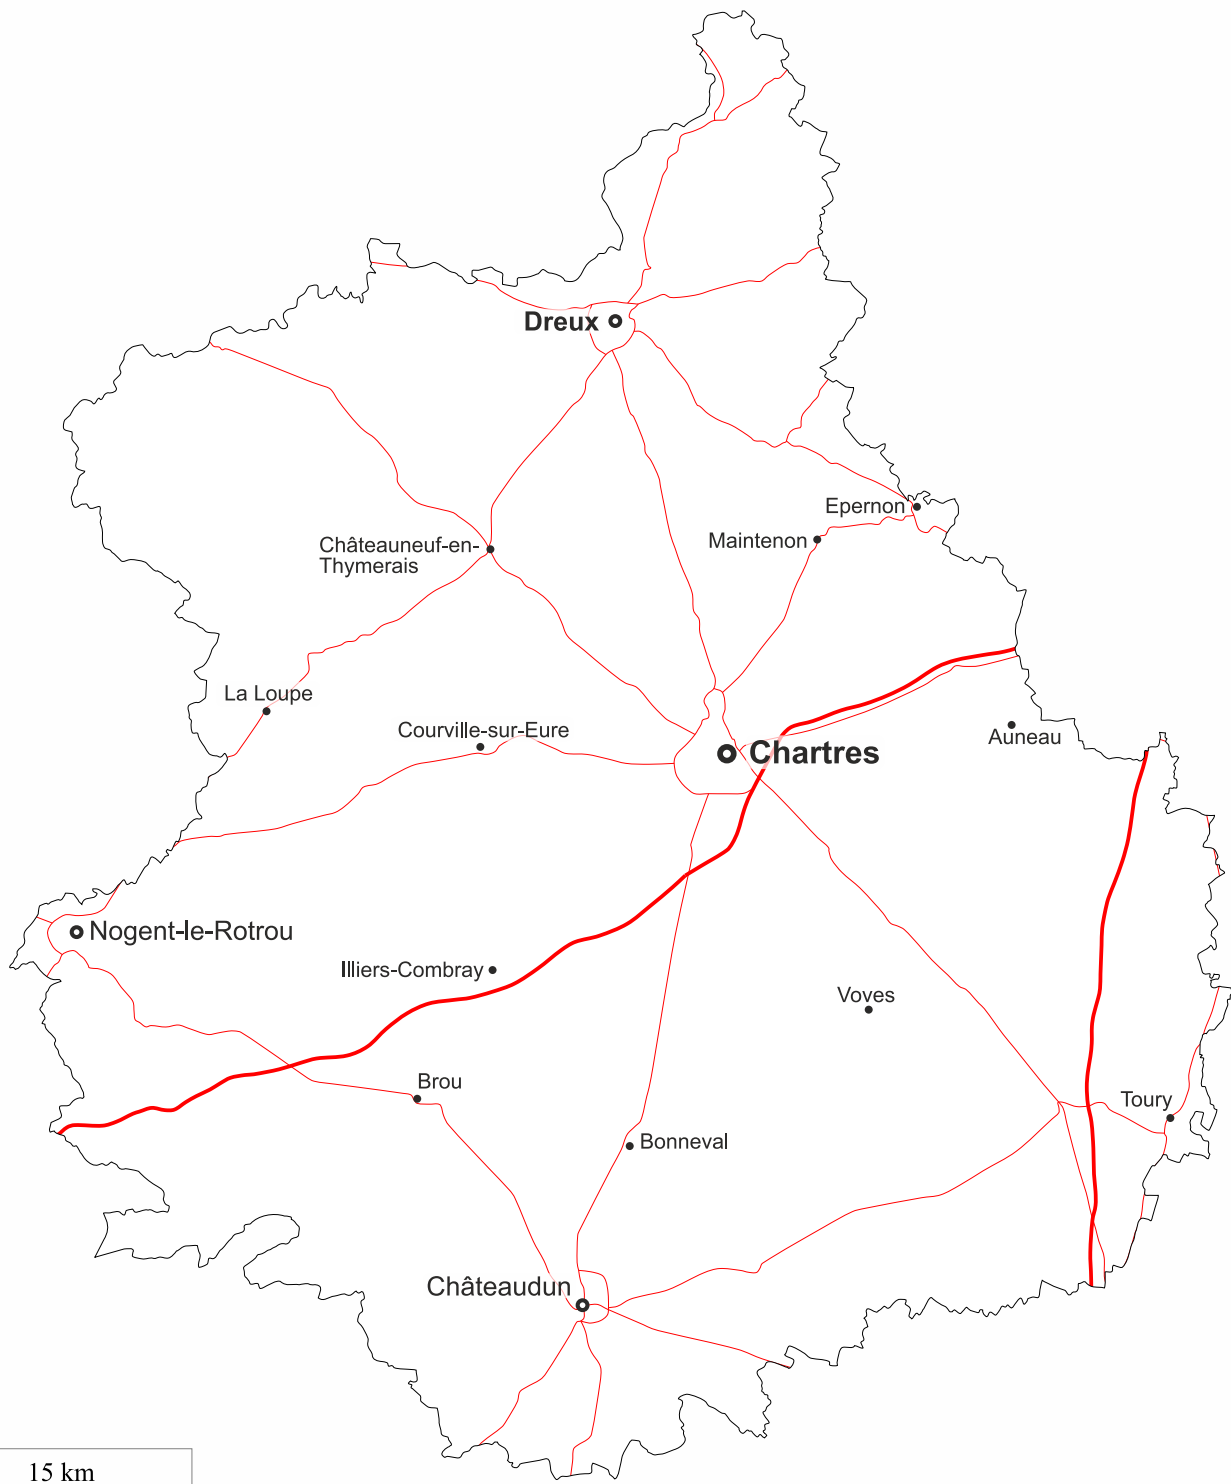 Dreux
Epernon
Maintenon
Châteauneuf-en-
Thymerais
La Loupe
Courville-sur-Eure
Auneau
Chartres
Nogent-le-Rotrou
Illiers-Combray
Voves
Brou
Toury
Bonneval
Châteaudun
15 km